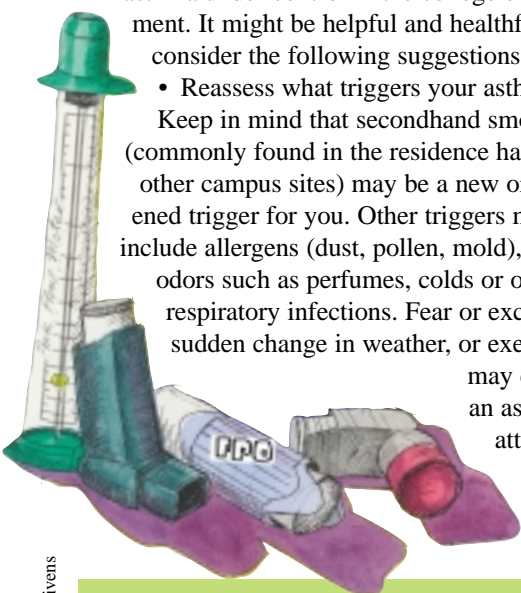 ment. It might be helpful and healthf
consider the following suggestions
• Reassess what triggers your asth
Keep in mind that secondhand smo
(commonly found in the residence ha
other campus sites) may be a new o
ened trigger for you. Other triggers m
include allergens (dust, pollen, mold),
odors such as perfumes, colds or o
respiratory infections. Fear or exc
sudden change in weather, or exe
may
an as
att
ivens